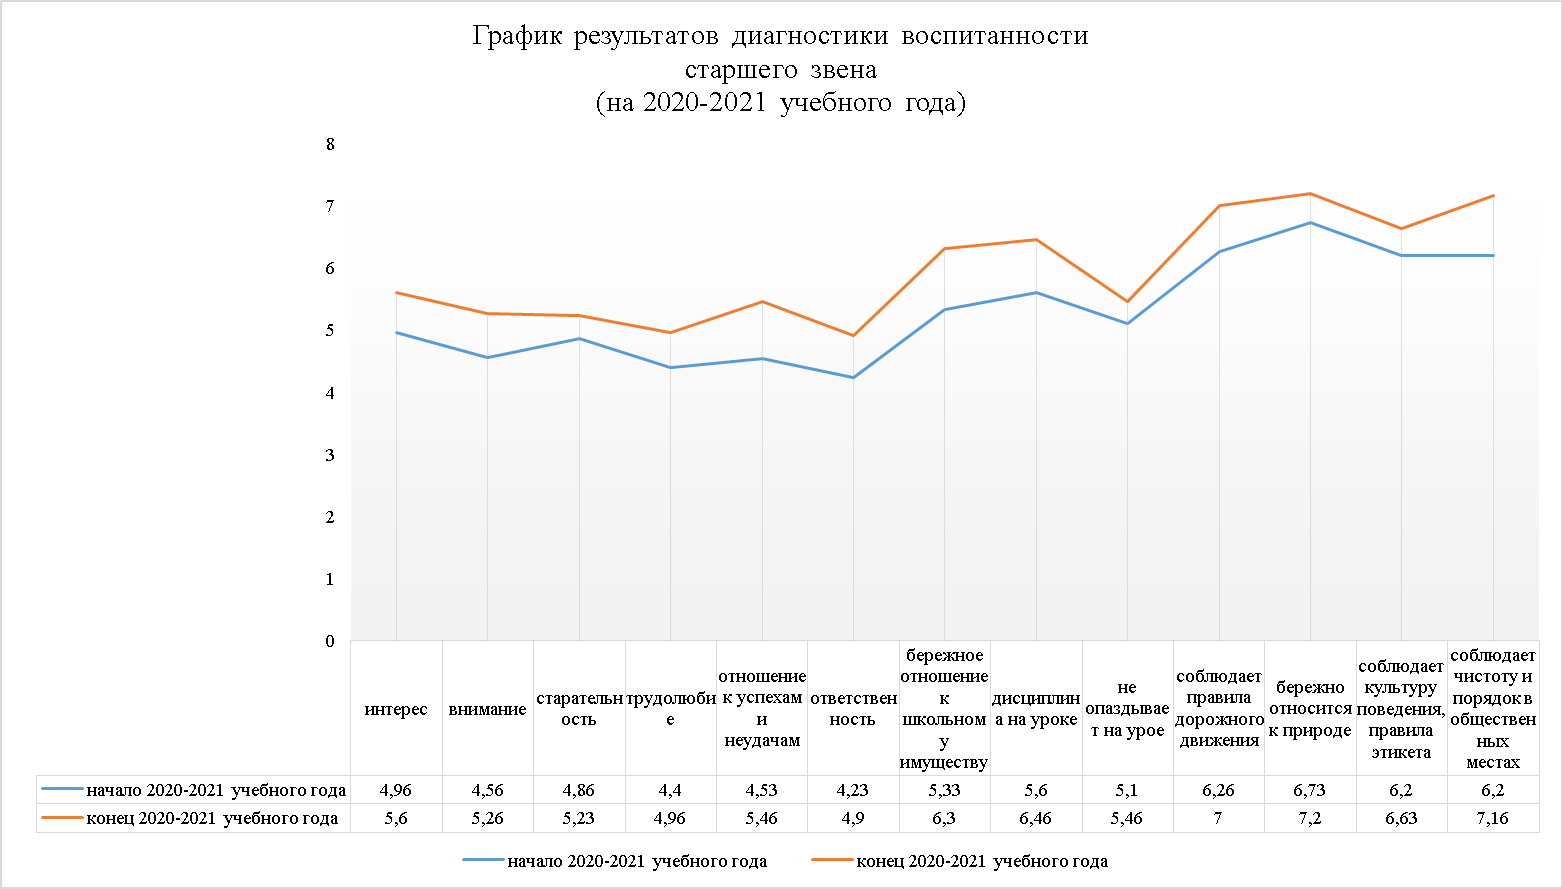 График результатов диагностики воспитанности
старшего звена
(на 2020-2021 учебного года)
8
7
6
5
4
3
2
1
0
интерес
внимание
старательн
ость
трудолюби
е
отношение
к успехам
и
неудачам
ответствен
ность
бережное
отношение
к
школьном
у
имуществу
дисциплин
а на уроке
не
опаздывае
т на урое
соблюдает
правила
дорожного
движения
бережно
относится
к природе
соблюдает
культуру
поведения,
правила
этикета
соблюдает
чистоту и
порядок в
обществен
ных
местах
начало 2020-2021 учебного года 4,96 4,56 4,86 4,4 4,53 4,23 5,33 5,6 5,1 6,26 6,73 6,2 6,2
конец 2020-2021 учебного года 5,6 5,26 5,23 4,96 5,46 4,9 6,3 6,46 5,46 7 7,2 6,63 7,16
начало 2020-2021 учебного года конец 2020-2021 учебного года